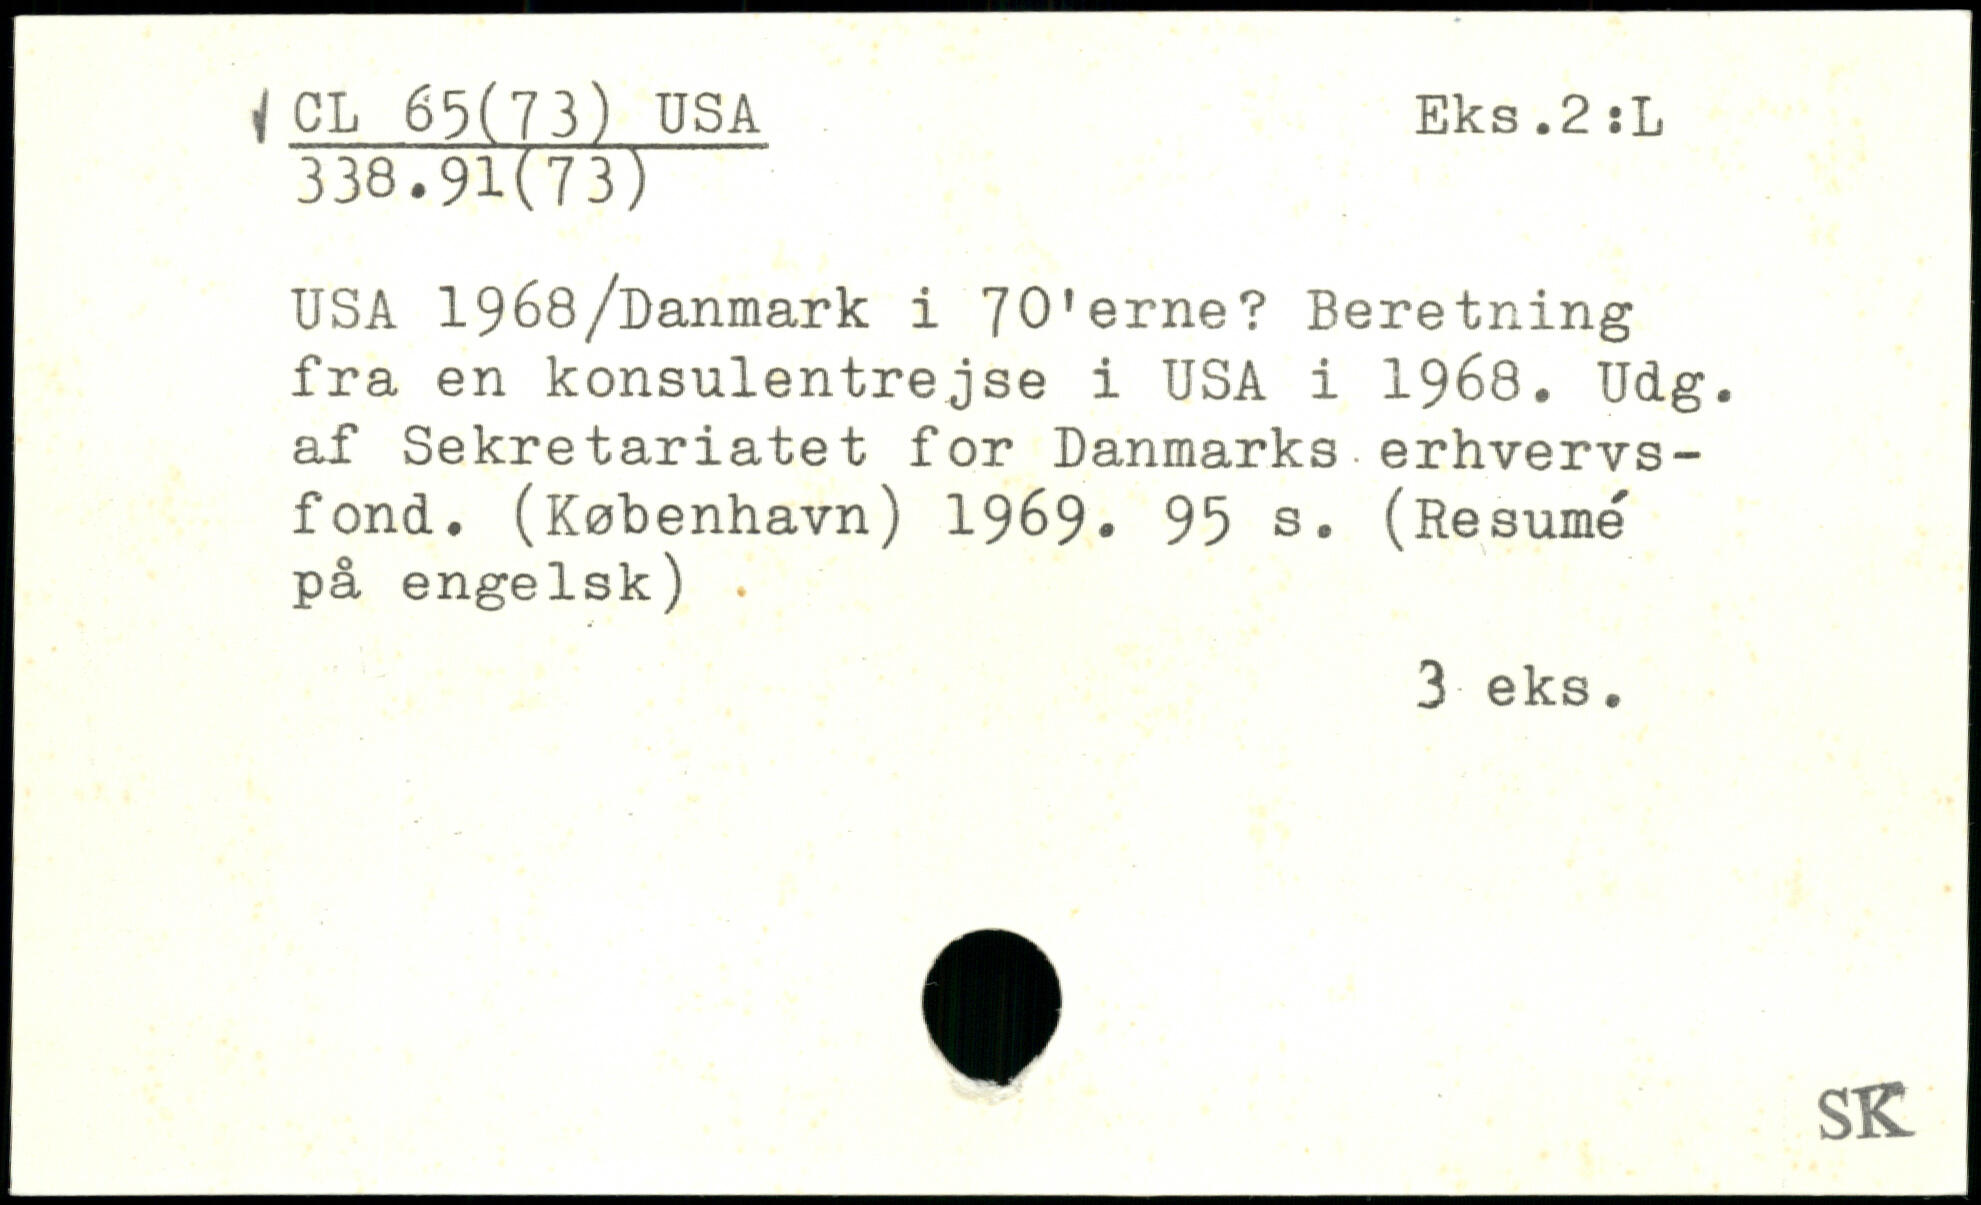 CL 65(73) USA Eks.2:L
338.91(73)
USA 1968/Danmark i 70'erne? Beretning
fra en konsulentrejse i USA i 1968. Udg.
af Sekretariatet for Danmarks erhvervs-
fond. (København) 1969. 95 s. (Resumé
på engelsk)
3 eks.
SK